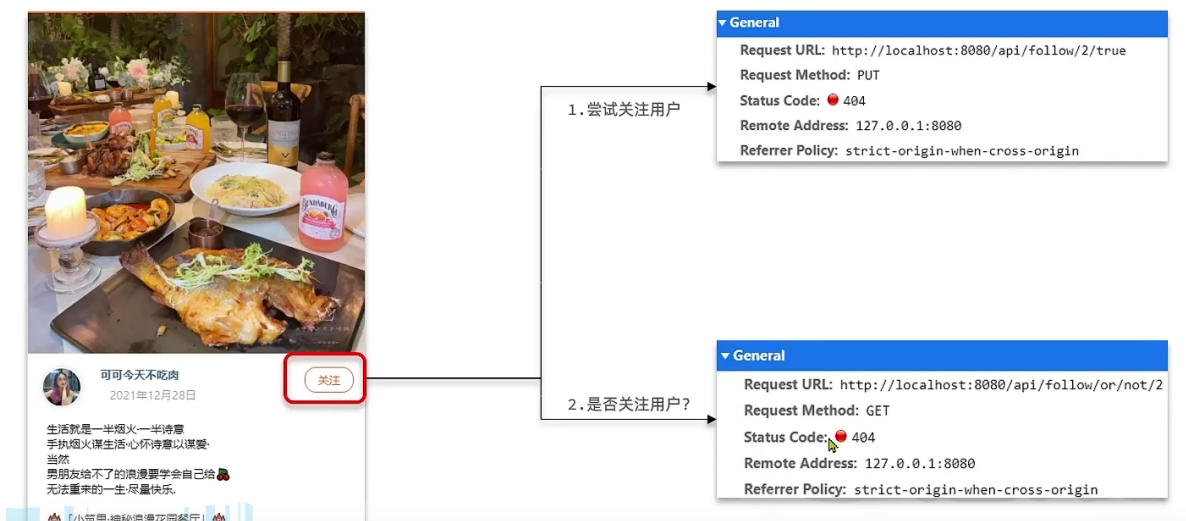 可可今天不吃肉
2021年12月28日
关注
生活就是一半烟火·一半诗意
手执烟火谋生活·心怀诗意以谋爱·
当然
男朋友给不了的浪漫要学会自己给🍒
无法重来的一生·尽量快乐.
1.尝试关注用户
General
Request URL: http://localhost:8080/api/follow/2/true
Request Method: PUT
Status Code: 404
Remote Address: 127.0.0.1:8080
Referrer Policy: strict-origin-when-cross-origin
2.是否关注用户?
General
Request URL: http://localhost:8080/api/follow/or/not/2
Request Method: GET
Status Code: 404
Remote Address: 127.0.0.1:8080
Referrer Policy: strict-origin-when-cross-origin